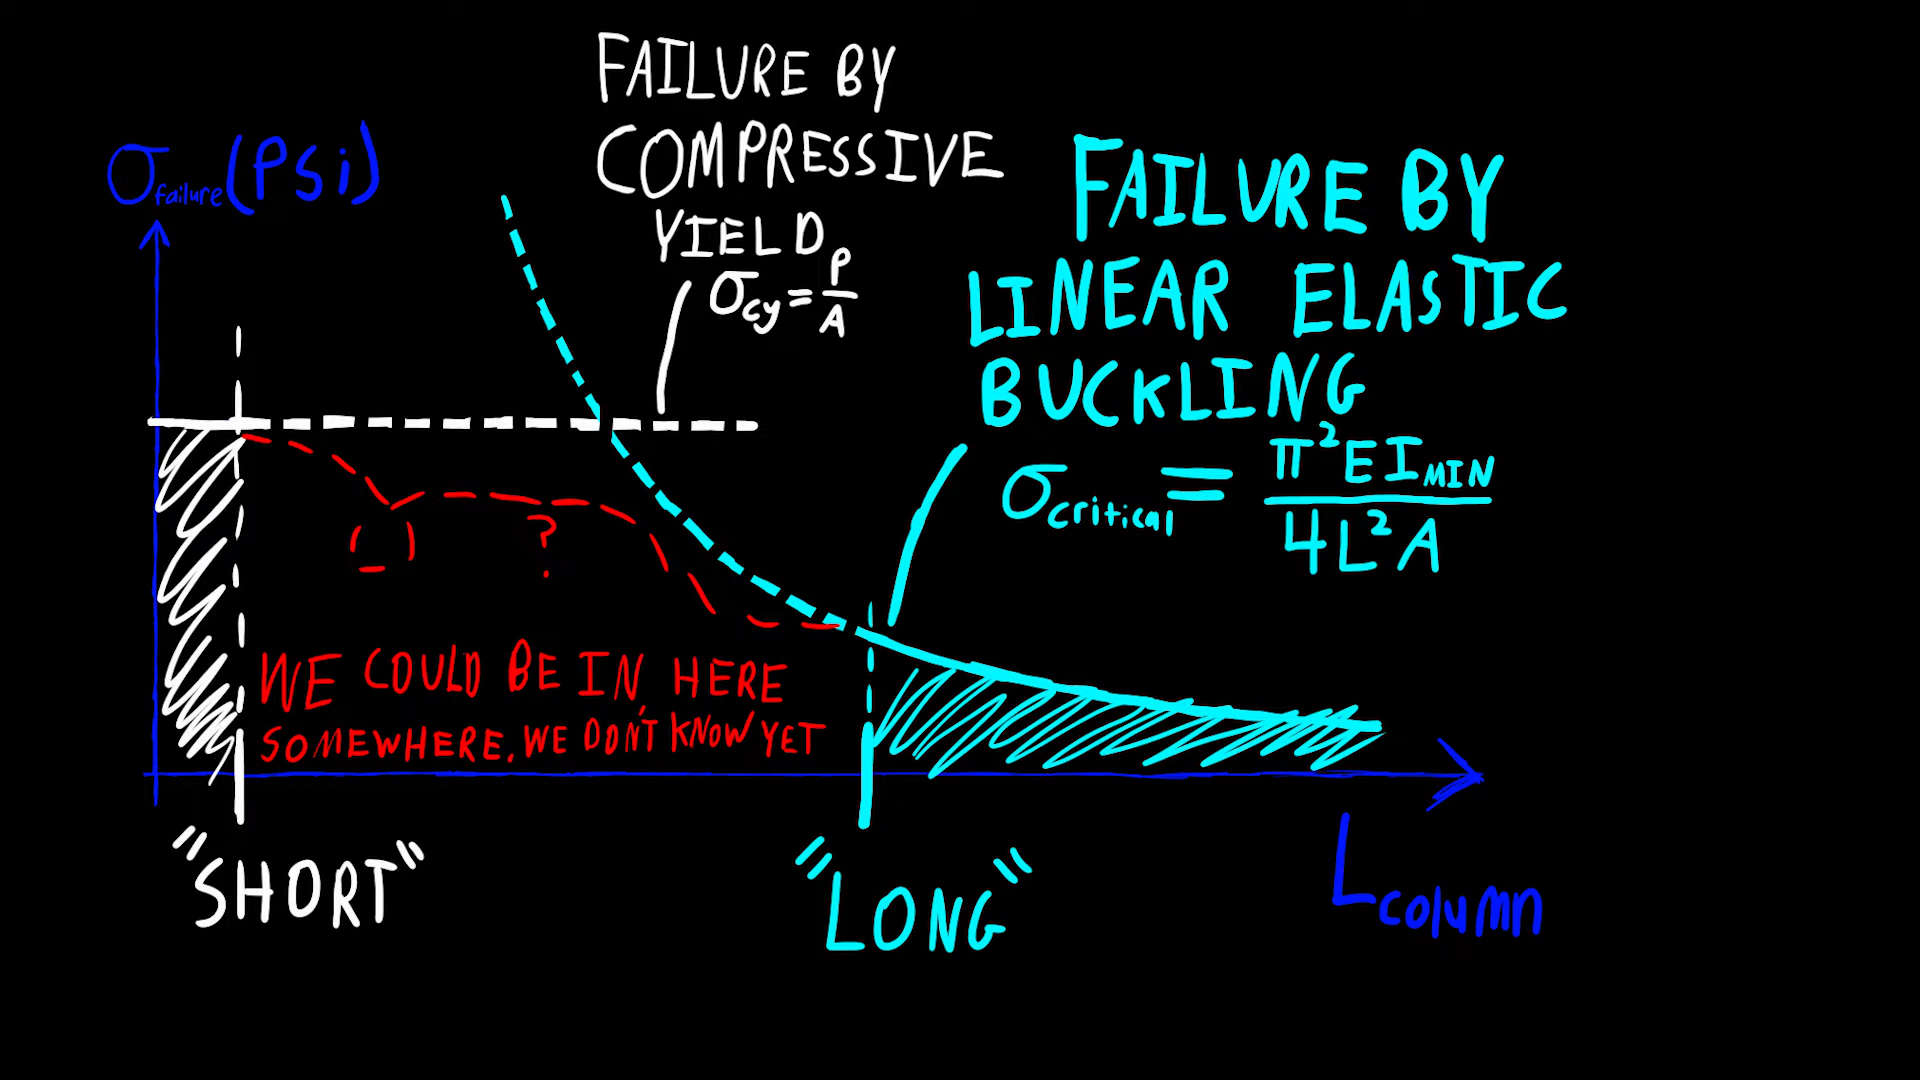 FAILURE BY
COMPRESSIVE
YIELD
σcy = P/A
σfailure (PSi)
FAILURE BY
LINEAR ELASTIC
BUCKLING
σcritical = π²EIMIN / 4L²A
?
WE COULD BE IN HERE
SOMEWHERE. WE DON'T KNOW YET
"SHORT"
"LONG"
Lcolumn